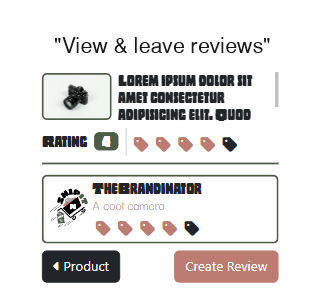 "View & leave reviews"
Lorem ipsum dolor sit
amet consectetur
adipisicing elit. Quod
Rating
TheBrandinator
A cool camera
Product
Create Review